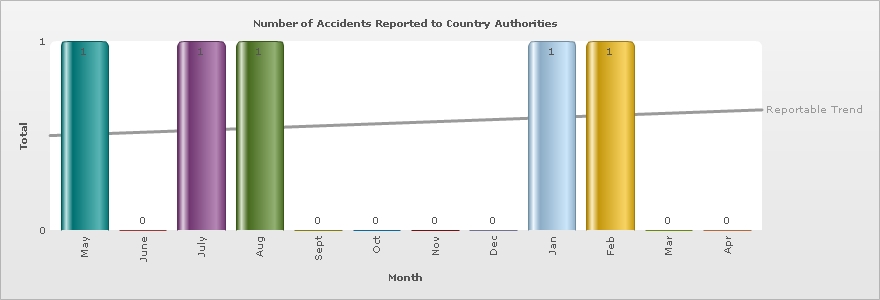 Number of Accidents Reported to Country Authorities
1
1 1 1 1 1
Reportable Trend
Total
0 0 0 0 0 0 0
0
May June July Aug Sept Oct Nov Dec Jan Feb Mar Apr
Month